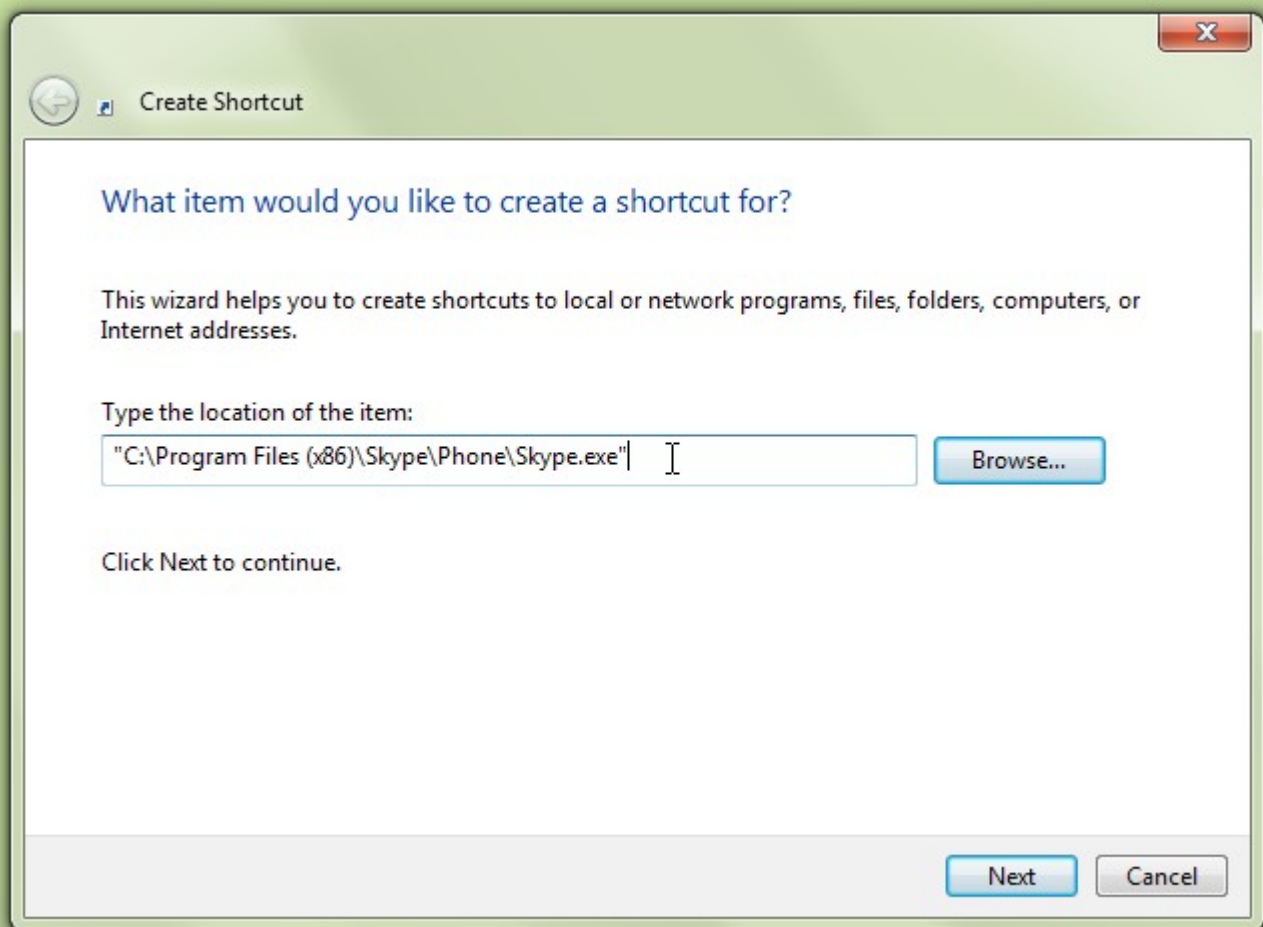 Create Shortcut
What item would you like to create a shortcut for?
This wizard helps you to create shortcuts to local or network programs, files, folders, computers, or
Internet addresses.
Type the location of the item:
"C:\Program Files (x86)\Skype\Phone\Skype.exe"
Browse...
Click Next to continue.
Next
Cancel